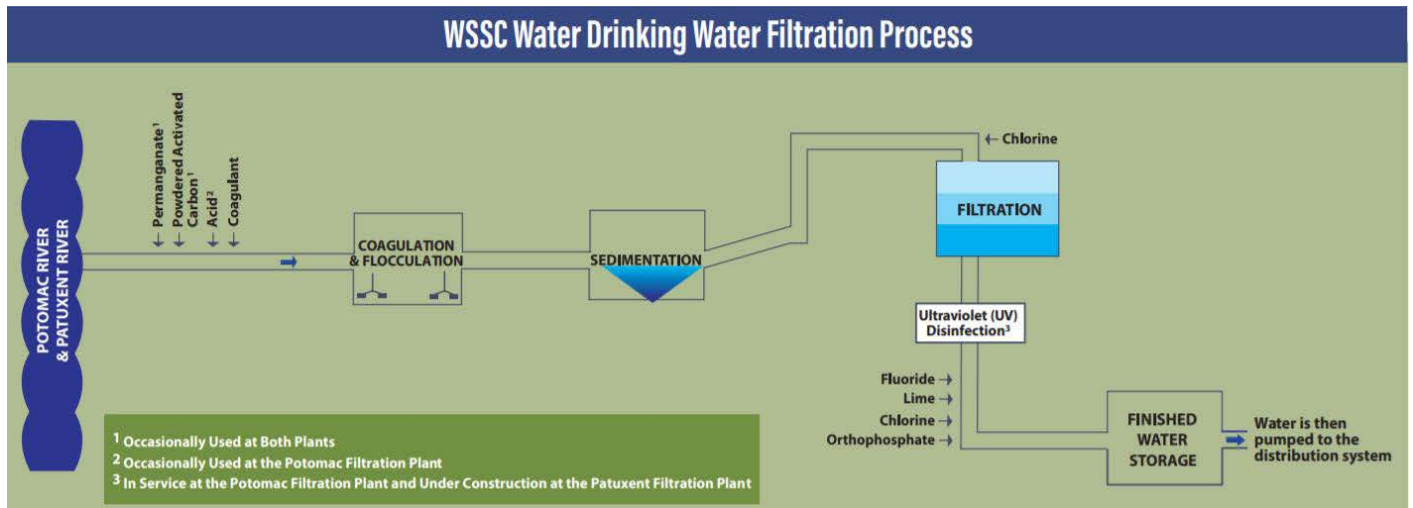 WSSC Water Drinking Water Filtration Process
POTOMAC RIVER
& PATUXENT RIVER
Permanganate¹
Powdered Activated
Carbon¹
Acid²
Coagulant
COAGULATION
& FLOCCULATION
SEDIMENTATION
Chlorine
FILTRATION
Ultraviolet (UV)
Disinfection³
Fluoride
Lime
Chlorine
Orthophosphate
FINISHED
WATER
STORAGE
Water is then
pumped to the
distribution system
¹ Occasionally Used at Both Plants
² Occasionally Used at the Potomac Filtration Plant
³ In Service at the Potomac Filtration Plant and Under Construction at the Patuxent Filtration Plant